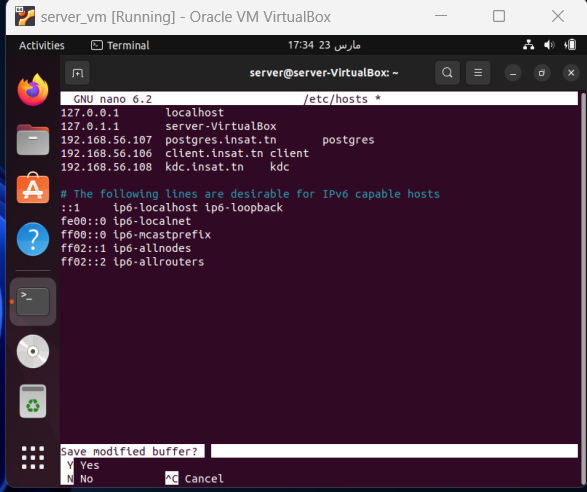 server_vm [Running] - Oracle VM VirtualBox
Activities Terminal 17:34 23 مارس
server@server-VirtualBox: ~
GNU nano 6.2 /etc/hosts *
127.0.0.1 localhost
127.0.1.1 server-VirtualBox
192.168.56.107 postgres.insat.tn postgres
192.168.56.106 client.insat.tn client
192.168.56.108 kdc.insat.tn kdc
# The following lines are desirable for IPv6 capable hosts
::1 ip6-localhost ip6-loopback
fe00::0 ip6-localnet
ff00::0 ip6-mcastprefix
ff02::1 ip6-allnodes
ff02::2 ip6-allrouters
Save modified buffer?
Y Yes
N No ^C Cancel